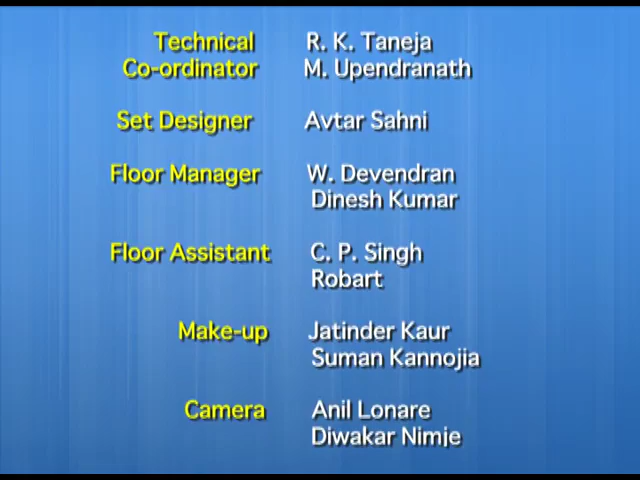 Technical R. K. Taneja
Co-ordinator M. Upendranath
Set Designer Avtar Sahni
Floor Manager W. Devendran
Dinesh Kumar
Floor Assistant C. P. Singh
Robart
Make-up Jatinder Kaur
Suman Kannojia
Camera Anil Lonare
Diwakar Nimje